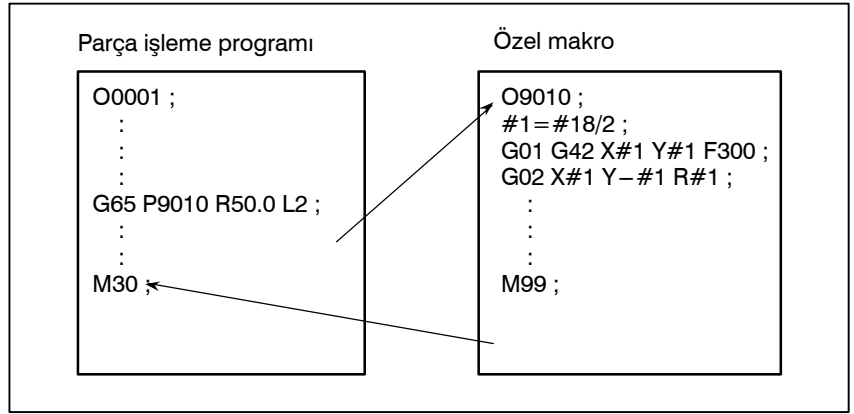 Parça işleme programı
O0001 ;
:
:
:
G65 P9010 R50.0 L2 ;
:
:
M30 ;
Özel makro
O9010 ;
#1=#18/2 ;
G01 G42 X#1 Y#1 F300 ;
G02 X#1 Y−#1 R#1 ;
:
:
:
M99 ;